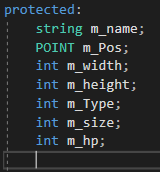 protected:
string m_name;
POINT m_Pos;
int m_width;
int m_height;
int m_Type;
int m_size;
int m_hp;